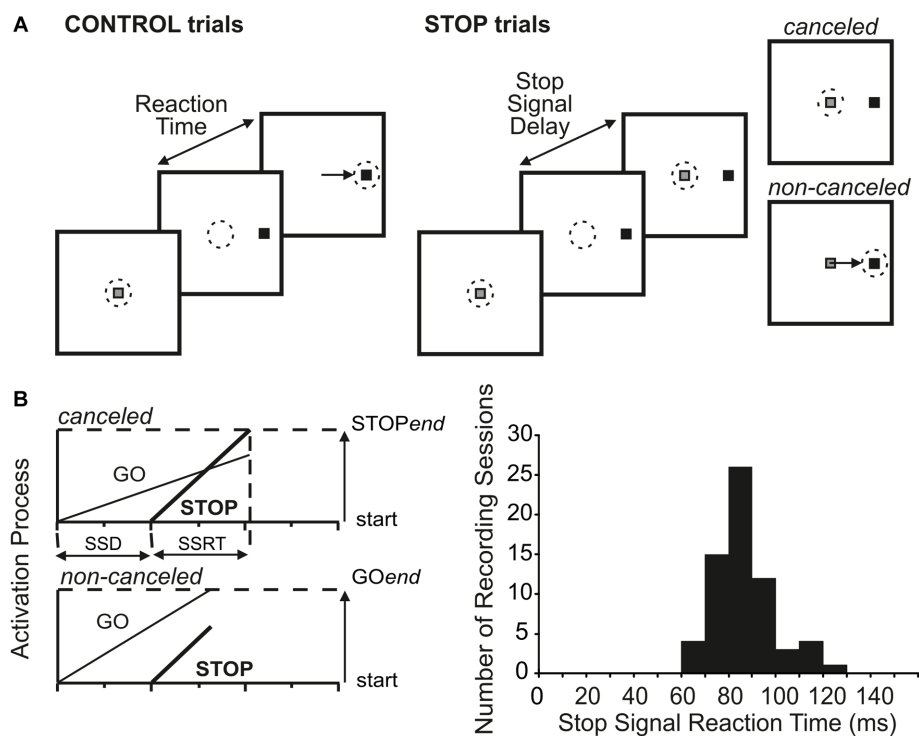 A
CONTROL trials
Reaction
Time
STOP trials
Stop
Signal
Delay
canceled
non-canceled
B
Activation Process
canceled
GO
STOP
STOPend
start
SSD
SSRT
non-canceled
GO
STOP
GOend
start
Number of Recording Sessions
30
25
20
15
10
5
0
0 20 40 60 80 100 120 140
Stop Signal Reaction Time (ms)